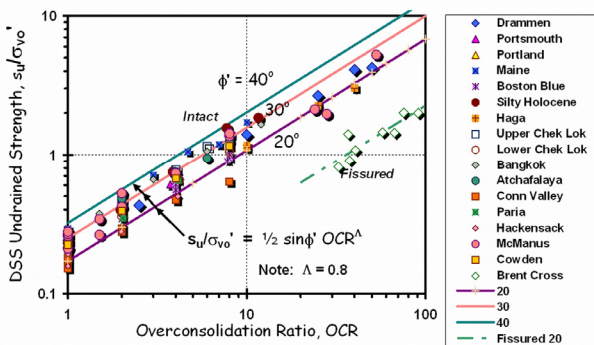 DSS Undrained Strength, sᵤ/σᵥₒ'
10
1
0.1
1
10
100
Overconsolidation Ratio, OCR
ϕ' = 40°
30°
20°
Intact
Fissured
sᵤ/σᵥₒ' = ½ sinϕ' OCR^Λ
Note: Λ = 0.8
Drammen
Portsmouth
Portland
Maine
Boston Blue
Silty Holocene
Haga
Upper Chek Lok
Lower Chek Lok
Bangkok
Atchafalaya
Conn Valley
Paria
Hackensack
McManus
Cowden
Brent Cross
20
30
40
Fissured 20